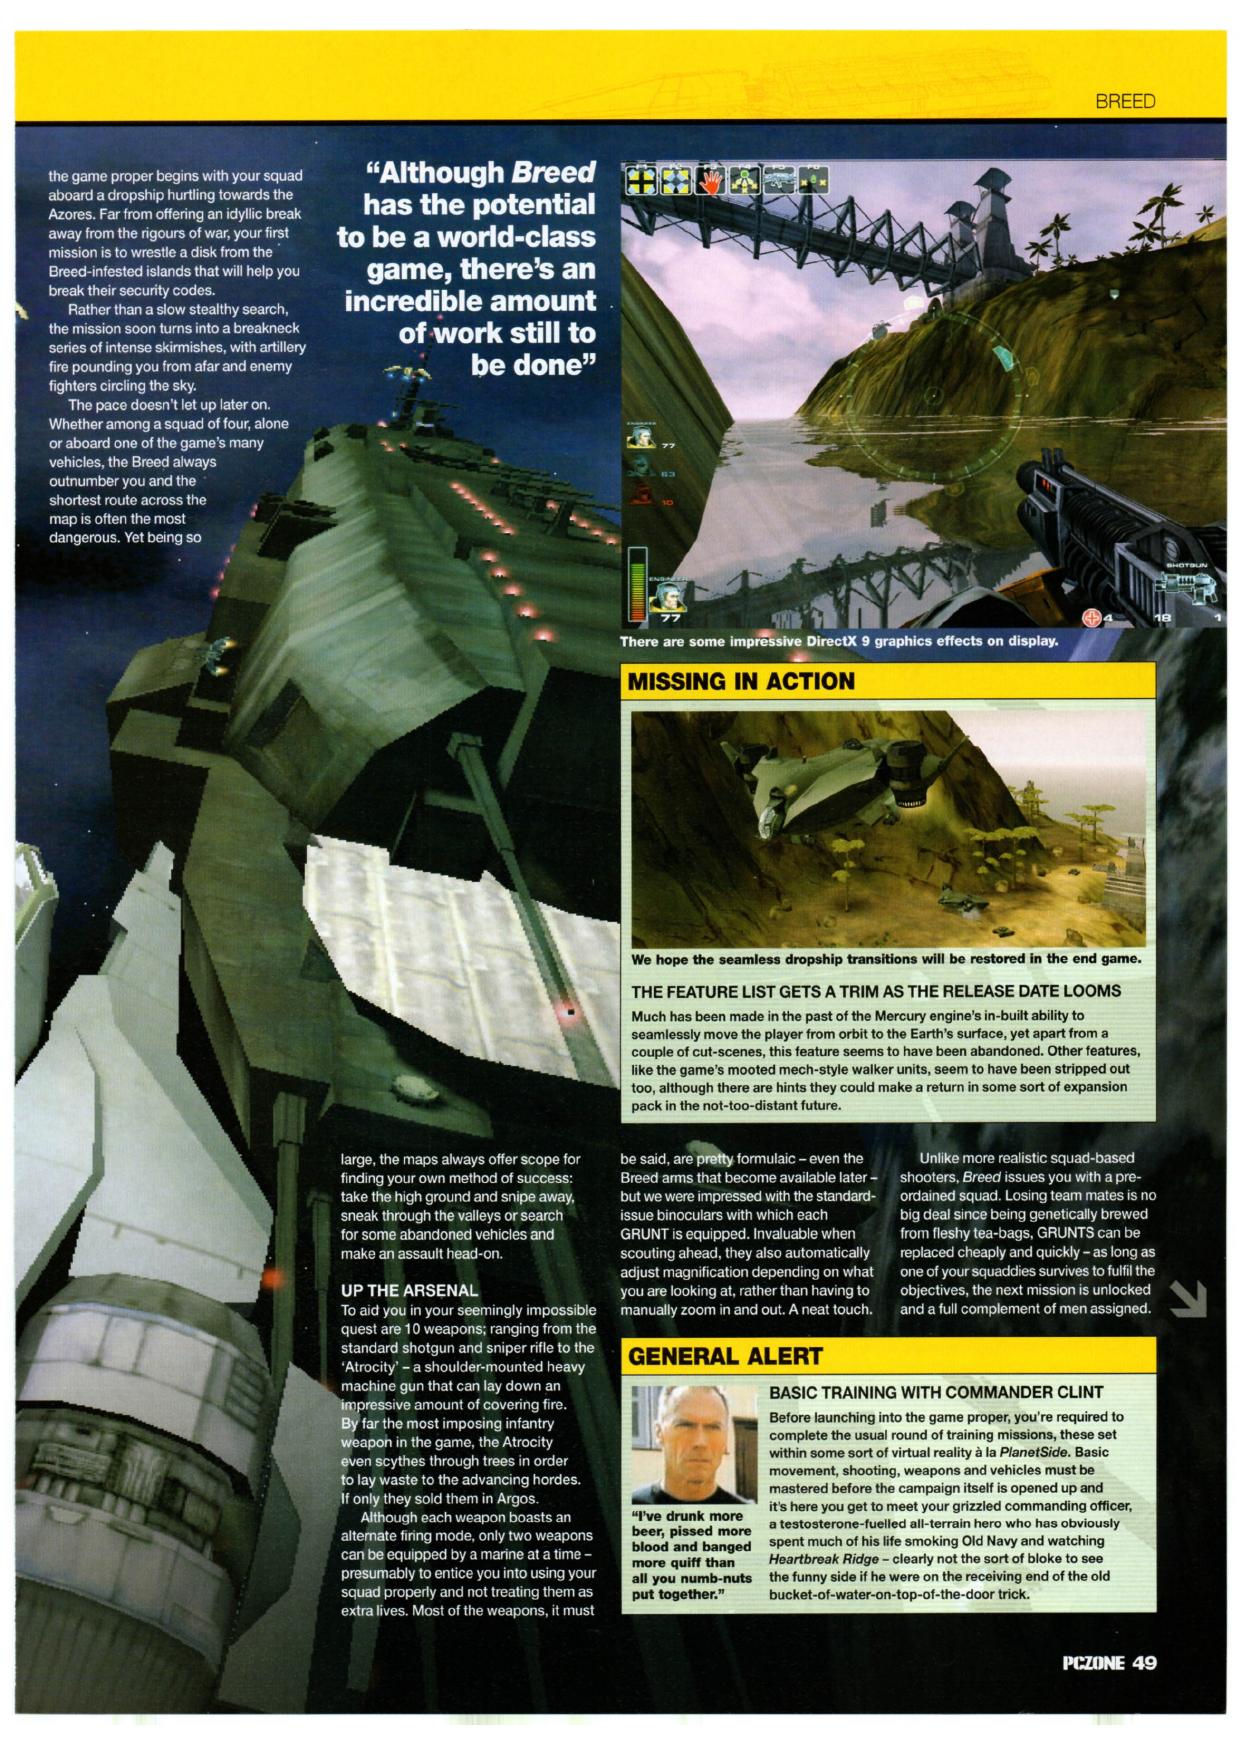 BREED
the game proper begins with your squad
aboard a dropship hurtling towards the
Azores. Far from offering an idyllic break
away from the rigours of war, your first
mission is to wrestle a disk from the
Breed-infested islands that will help you
break their security codes.
Rather than a slow stealthy search,
the mission soon turns into a breakneck
series of intense skirmishes, with artillery
fire pounding you from afar and enemy
fighters circling the sky.
The pace doesn't let up later on.
Whether among a squad of four, alone
or aboard one of the game's many
vehicles, the Breed always
outnumber you and the
shortest route across the
map is often the most
dangerous. Yet being so
"Although Breed
has the potential
to be a world-class
game, there's an
incredible amount
of work still to
be done"
77
63
10
ENGINEER
77
SHOTGUN
4
18
1
There are some impressive DirectX 9 graphics effects on display.
MISSING IN ACTION
We hope the seamless dropship transitions will be restored in the end game.
THE FEATURE LIST GETS A TRIM AS THE RELEASE DATE LOOMS
Much has been made in the past of the Mercury engine's in-built ability to
seamlessly move the player from orbit to the Earth's surface, yet apart from a
couple of cut-scenes, this feature seems to have been abandoned. Other features,
like the game's mooted mech-style walker units, seem to have been stripped out
too, although there are hints they could make a return in some sort of expansion
pack in the not-too-distant future.
large, the maps always offer scope for
finding your own method of success:
take the high ground and snipe away,
sneak through the valleys or search
for some abandoned vehicles and
make an assault head-on.
UP THE ARSENAL
To aid you in your seemingly impossible
quest are 10 weapons; ranging from the
standard shotgun and sniper rifle to the
'Atrocity' – a shoulder-mounted heavy
machine gun that can lay down an
impressive amount of covering fire.
By far the most imposing infantry
weapon in the game, the Atrocity
even scythes through trees in order
to lay waste to the advancing hordes.
If only they sold them in Argos.
Although each weapon boasts an
alternate firing mode, only two weapons
can be equipped by a marine at a time –
presumably to entice you into using your
squad properly and not treating them as
extra lives. Most of the weapons, it must
be said, are pretty formulaic – even the
Breed arms that become available later –
but we were impressed with the standard-
issue binoculars with which each
GRUNT is equipped. Invaluable when
scouting ahead, they also automatically
adjust magnification depending on what
you are looking at, rather than having to
manually zoom in and out. A neat touch.
Unlike more realistic squad-based
shooters, Breed issues you with a pre-
ordained squad. Losing team mates is no
big deal since being genetically brewed
from fleshy tea-bags, GRUNTS can be
replaced cheaply and quickly – as long as
one of your squaddies survives to fulfil the
objectives, the next mission is unlocked
and a full complement of men assigned.
GENERAL ALERT
"I've drunk more
beer, pissed more
blood and banged
more quiff than
all you numb-nuts
put together."
BASIC TRAINING WITH COMMANDER CLINT
Before launching into the game proper, you're required to
complete the usual round of training missions, these set
within some sort of virtual reality à la PlanetSide. Basic
movement, shooting, weapons and vehicles must be
mastered before the campaign itself is opened up and
it's here you get to meet your grizzled commanding officer,
a testosterone-fuelled all-terrain hero who has obviously
spent much of his life smoking Old Navy and watching
Heartbreak Ridge – clearly not the sort of bloke to see
the funny side if he were on the receiving end of the old
bucket-of-water-on-top-of-the-door trick.
PCZONE 49